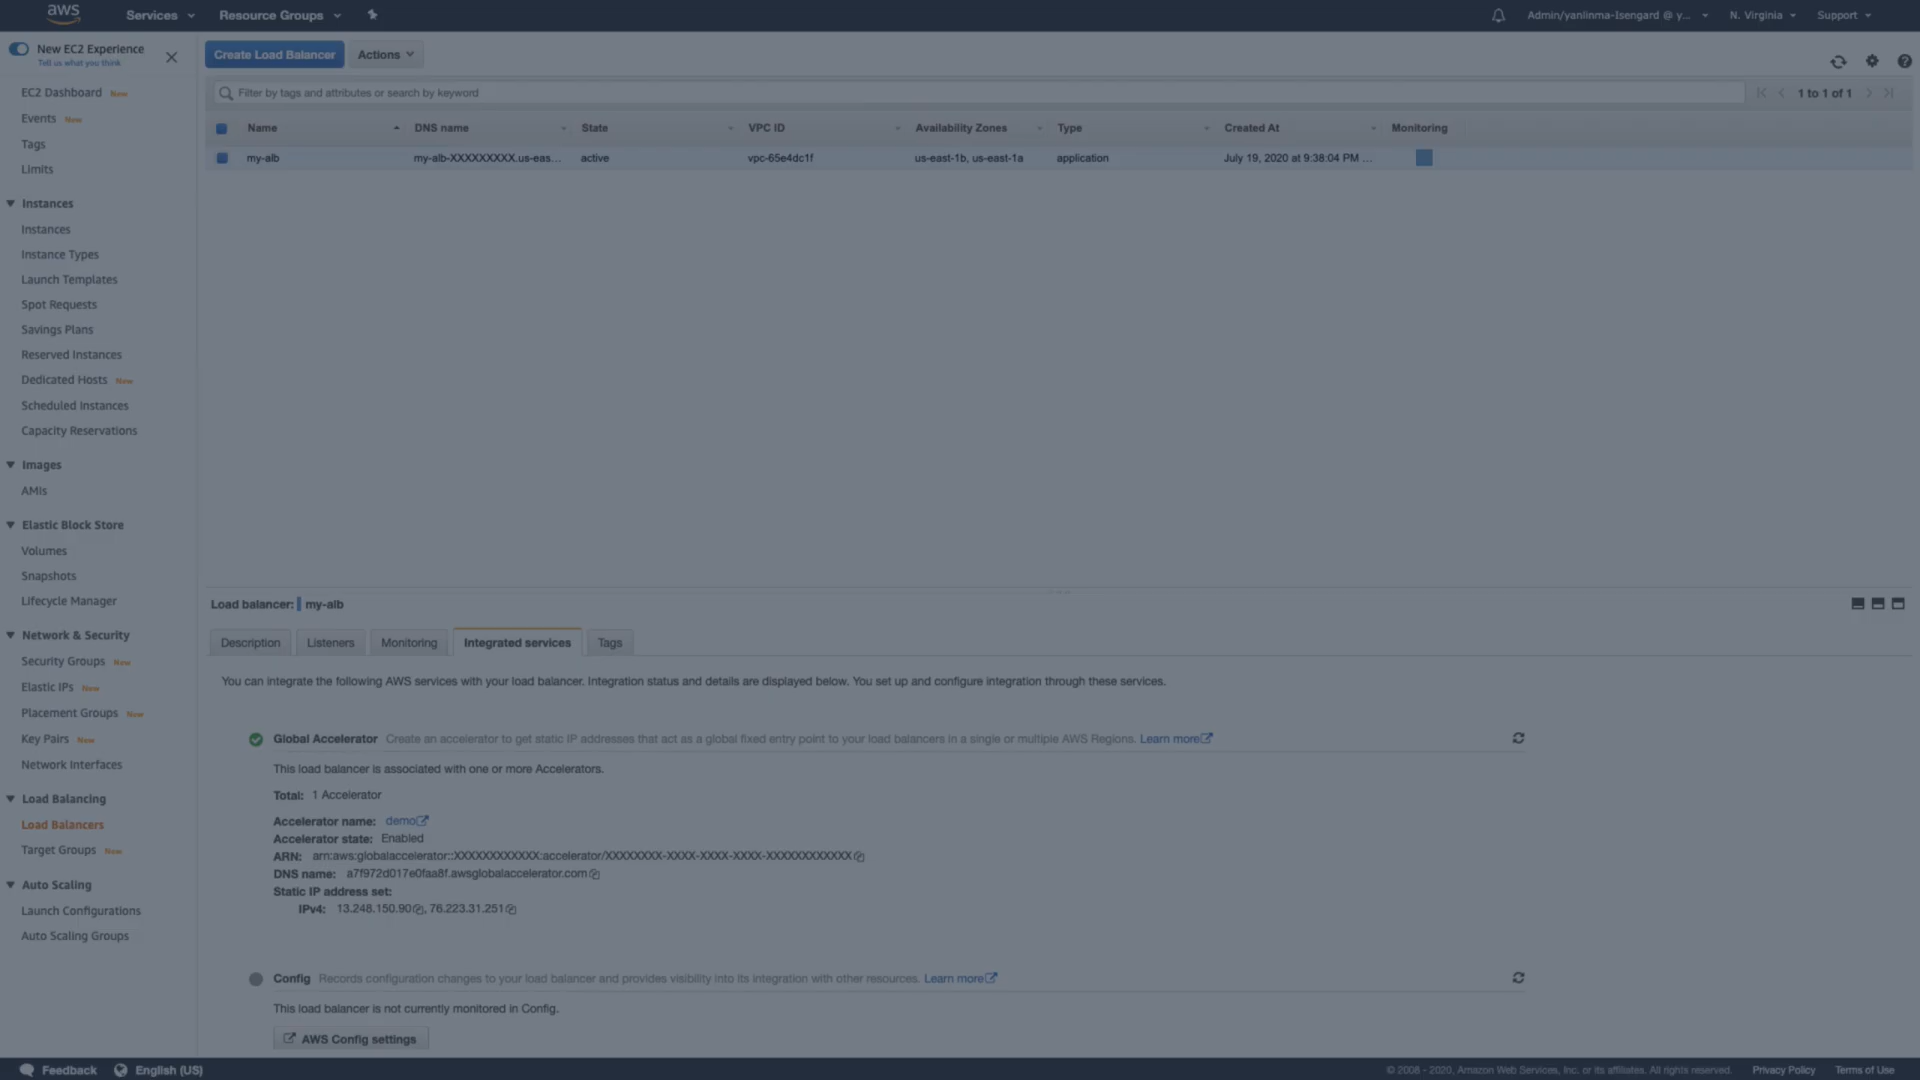 aws Services Resource Groups Admin/yanlinma-Isengard @ y... N. Virginia Support
New EC2 Experience
Tell us what you think
EC2 Dashboard New
Events New
Tags
Limits
Instances
Instances
Instance Types
Launch Templates
Spot Requests
Savings Plans
Reserved Instances
Dedicated Hosts New
Scheduled Instances
Capacity Reservations
Images
AMIs
Elastic Block Store
Volumes
Snapshots
Lifecycle Manager
Network & Security
Security Groups New
Elastic IPs New
Placement Groups New
Key Pairs New
Network Interfaces
Load Balancing
Load Balancers
Target Groups New
Auto Scaling
Launch Configurations
Auto Scaling Groups
Create Load Balancer Actions
Filter by tags and attributes or search by keyword 1 to 1 of 1
Name DNS name State VPC ID Availability Zones Type Created At Monitoring
my-alb my-alb-XXXXXXXXX.us-eas... active vpc-65e4dc1f us-east-1b, us-east-1a application July 19, 2020 at 9:38:04 PM ...
Load balancer: my-alb
Description Listeners Monitoring Integrated services Tags
You can integrate the following AWS services with your load balancer. Integration status and details are displayed below. You set up and configure integration through these services.
Global Accelerator Create an accelerator to get static IP addresses that act as a global fixed entry point to your load balancers in a single or multiple AWS Regions. Learn more
This load balancer is associated with one or more Accelerators.
Total: 1 Accelerator
Accelerator name: demo
Accelerator state: Enabled
ARN: arn:aws:globalaccelerator::XXXXXXXXXXXX:accelerator/XXXXXXXX-XXXX-XXXX-XXXX-XXXXXXXXXXXX
DNS name: a7f972d017e0faa8f.awsglobalaccelerator.com
Static IP address set:
IPv4: 13.248.150.90, 76.223.31.251
Config Records configuration changes to your load balancer and provides visibility into its integration with other resources. Learn more
This load balancer is not currently monitored in Config.
AWS Config settings
Feedback English (US) © 2008 - 2020, Amazon Web Services, Inc. or its affiliates. All rights reserved. Privacy Policy Terms of Use